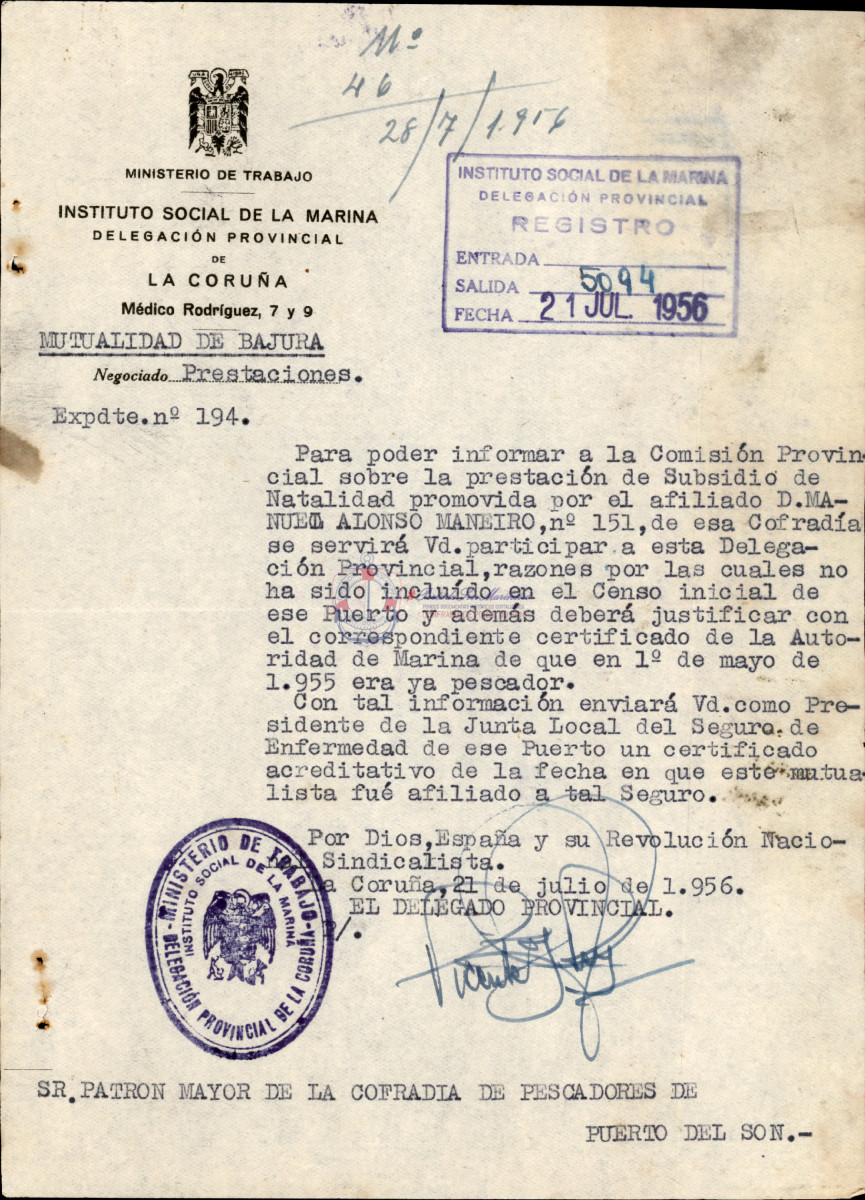 Nº
46
28/7/1.956
MINISTERIO DE TRABAJO
INSTITUTO SOCIAL DE LA MARINA
DELEGACIÓN PROVINCIAL
DE
LA CORUÑA
Médico Rodríguez, 7 y 9
MUTUALIDAD DE BAJURA
Negociado Prestaciones.
Expdte.nº 194.
INSTITUTO SOCIAL DE LA MARINA
DELEGACIÓN PROVINCIAL
REGISTRO
ENTRADA
SALIDA 5094
FECHA 21 JUL. 1956
Para poder informar a la Comisión Provin-
cial sobre la prestación de Subsidio de
Natalidad promovida por el afiliado D.MA-
NUEL ALONSO MANEIRO,nº 151,de esa Cofradía
se servirá Vd.participar a esta Delega-
ción Provincial,razones por las cuales no
ha sido incluído en el Censo inicial de
ese Puerto y además deberá justificar con
el correspondiente certificado de la Auto-
ridad de Marina de que en 1º de mayo de
1.955 era ya pescador.
Con tal información enviará Vd.como Pre-
sidente de la Junta Local del Seguro de
Enfermedad de ese Puerto un certificado
acreditativo de la fecha en que este mutua-
lista fué afiliado a tal Seguro.
Por Dios,España y su Revolución Nacio-
Sindicalista.
a Coruña,21 de julio de 1.956.
EL DELEGADO PROVINCIAL.
Vicente
MINISTERIO DE TRABAJO
INSTITUTO SOCIAL DE LA MARINA
DELEGACIÓN PROVINCIAL DE LA CORUÑA
SR.PATRON MAYOR DE LA COFRADIA DE PESCADORES DE
PUERTO DEL SON.-